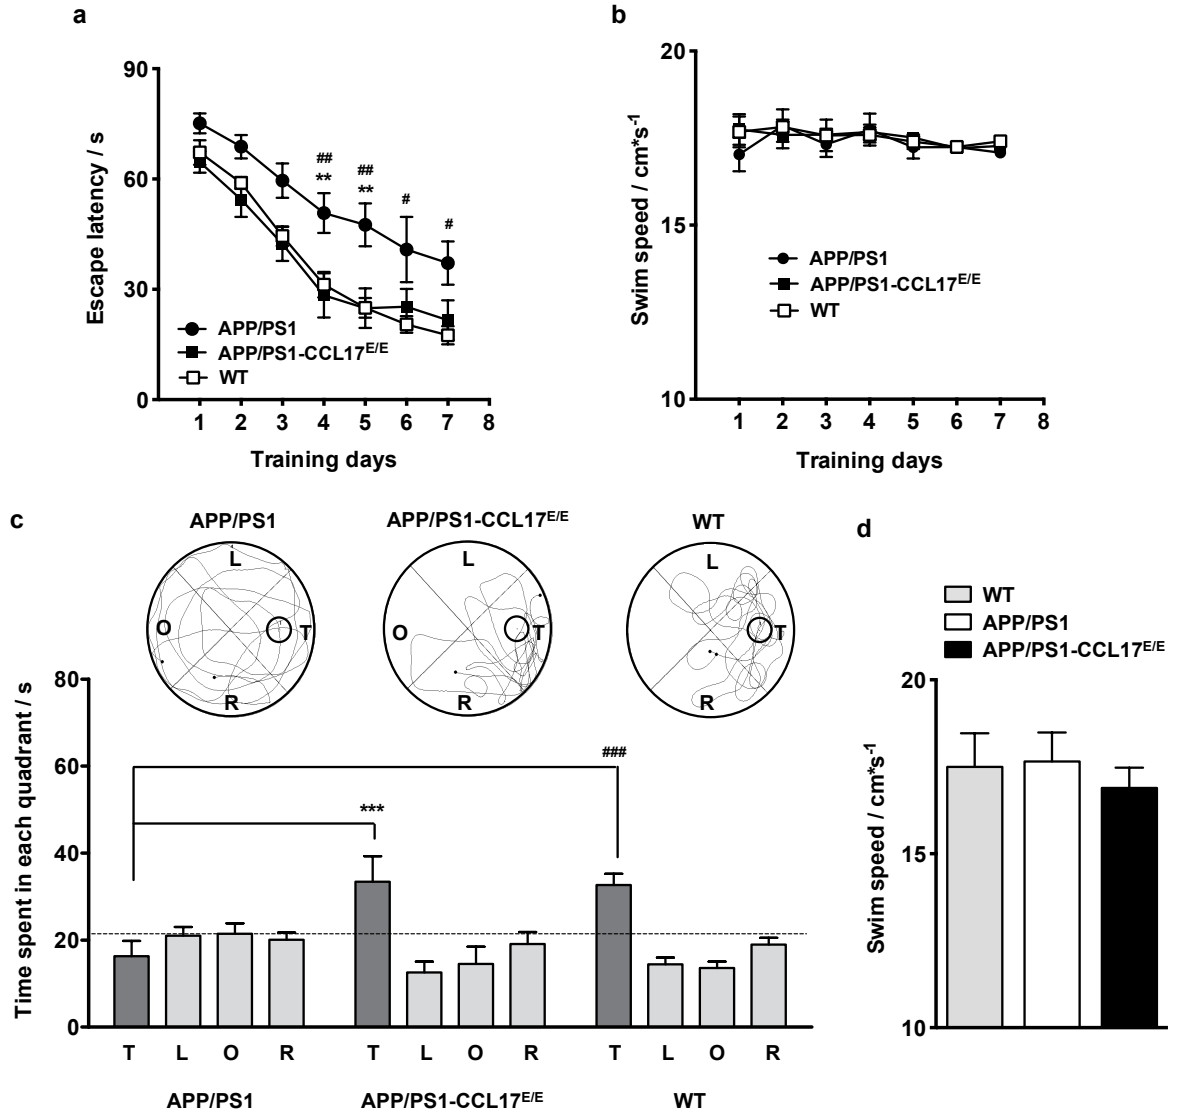 a
90
60
30
0
Escape latency / s
##
**
##
**
#
#
APP/PS1
APP/PS1-CCL17E/E
WT
1 2 3 4 5 6 7 8
Training days
b
20
15
10
Swim speed / cm*s-1
APP/PS1
APP/PS1-CCL17E/E
WT
1 2 3 4 5 6 7 8
Training days
c
APP/PS1
L
O
T
R
APP/PS1-CCL17E/E
L
O
T
R
WT
L
T
R
80
60
40
20
0
Time spent in each quadrant / s
***
###
T L O R T L O R T L O R
APP/PS1 APP/PS1-CCL17E/E WT
d
WT
APP/PS1
APP/PS1-CCL17E/E
20
15
10
Swim speed / cm*s-1